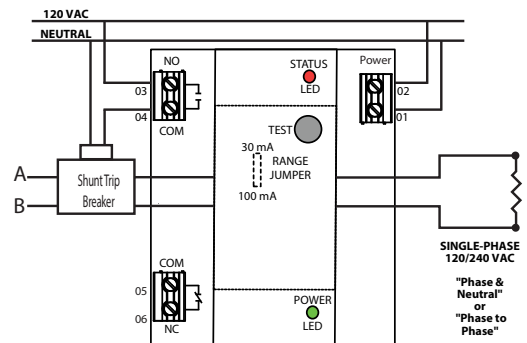 120 VAC
NEUTRAL
NO
STATUS
LED
Power
03
04
COM
02
01
TEST
30 mA
RANGE
JUMPER
100 mA
A
B
Shunt Trip
Breaker
COM
05
06
NC
POWER
LED
SINGLE-PHASE
120/240 VAC
"Phase &
Neutral"
or
"Phase to
Phase"